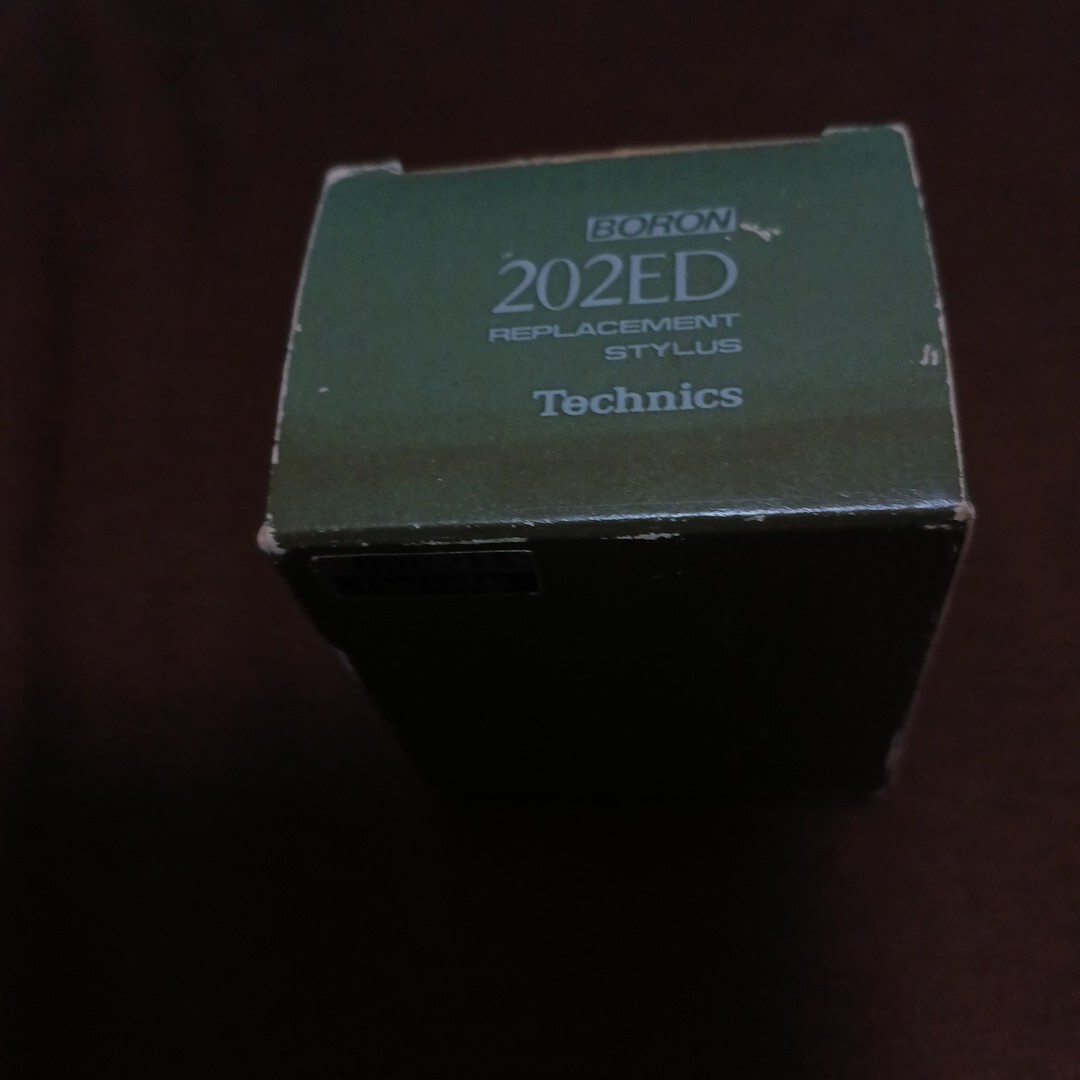 BORON
202ED
REPLACEMENT
STYLUS
Technics